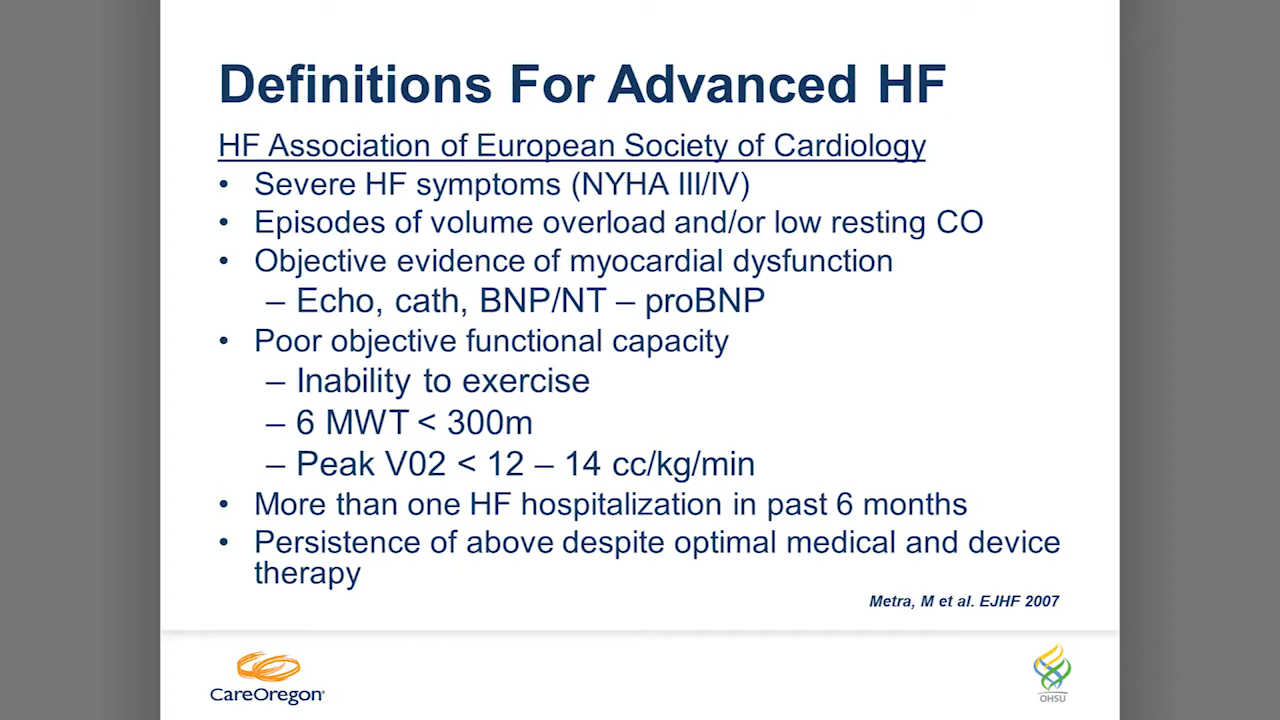 Definitions For Advanced HF
HF Association of European Society of Cardiology
• Severe HF symptoms (NYHA III/IV)
• Episodes of volume overload and/or low resting CO
• Objective evidence of myocardial dysfunction
– Echo, cath, BNP/NT – proBNP
• Poor objective functional capacity
– Inability to exercise
– 6 MWT < 300m
– Peak V02 < 12 – 14 cc/kg/min
• More than one HF hospitalization in past 6 months
• Persistence of above despite optimal medical and device
therapy
Metra, M et al. EJHF 2007
CareOregon®
OHSU